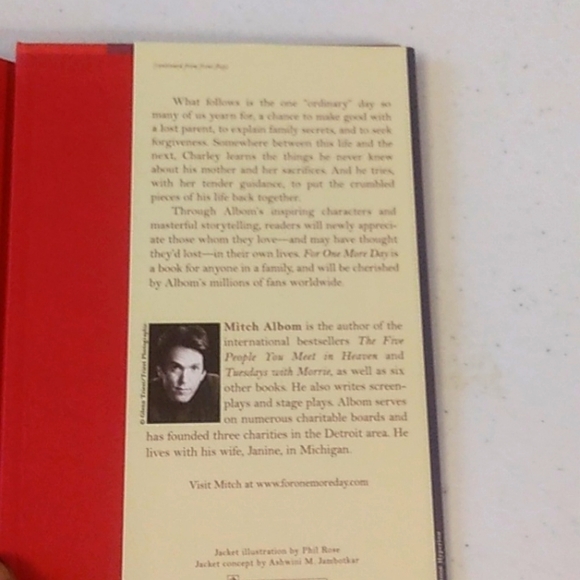 Continued from front flap
What follows is the one "ordinary" day so
many of us yearn for, a chance to make good with
a lost parent, to explain family secrets, and to seek
forgiveness. Somewhere between this life and the
next, Charley learns the things he never knew
about his mother and her sacrifices. And he tries,
with her tender guidance, to put the crumbled
pieces of his life back together.
Through Albom's inspiring characters and
masterful storytelling, readers will newly appreci-
ate those whom they love—and may have thought
they'd lost—in their own lives. For One More Day is
a book for anyone in a family, and will be cherished
by Albom's millions of fans worldwide.
Mitch Albom is the author of the
international bestsellers The Five
People You Meet in Heaven and
Tuesdays with Morrie, as well as six
other books. He also writes screen-
plays and stage plays. Albom serves
on numerous charitable boards and
has founded three charities in the Detroit area. He
lives with his wife, Janine, in Michigan.
Visit Mitch at www.foronemoreday.com
Jacket illustration by Phil Rose
Jacket concept by Ashwini M. Jambotkar